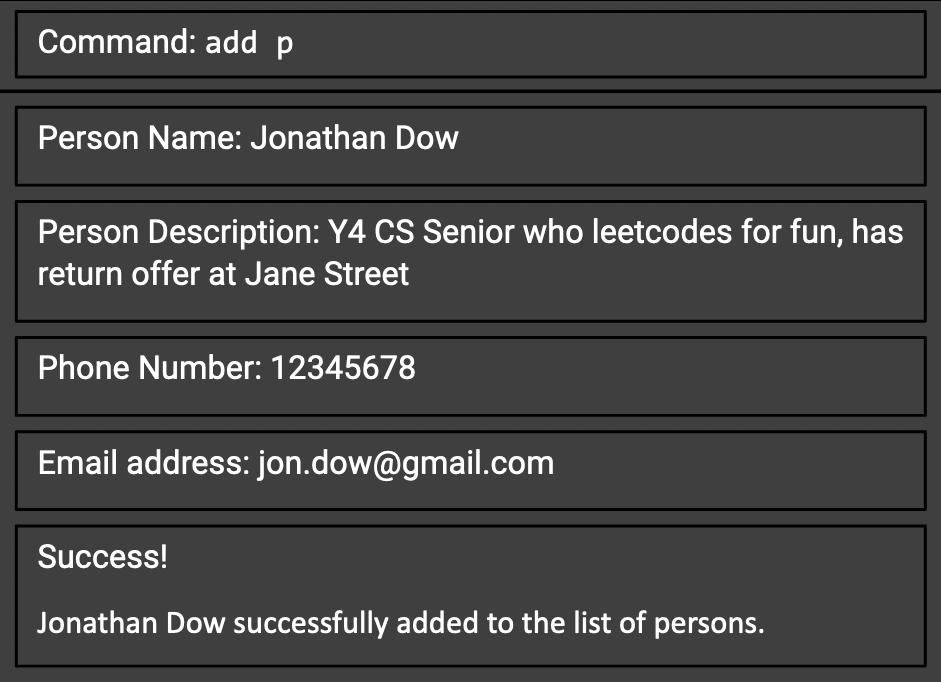 Command: add p
Person Name: Jonathan Dow
Person Description: Y4 CS Senior who leetcodes for fun, has
return offer at Jane Street
Phone Number: 12345678
Email address: jon.dow@gmail.com
Success!
Jonathan Dow successfully added to the list of persons.